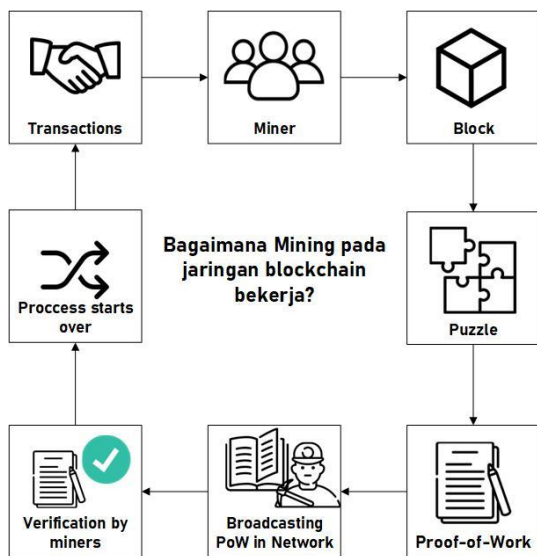 Transactions
Miner
Block
Bagaimana Mining pada
jaringan blockchain
bekerja?
Proccess starts
over
Puzzle
Verification by
miners
Broadcasting
PoW in Network
Proof-of-Work